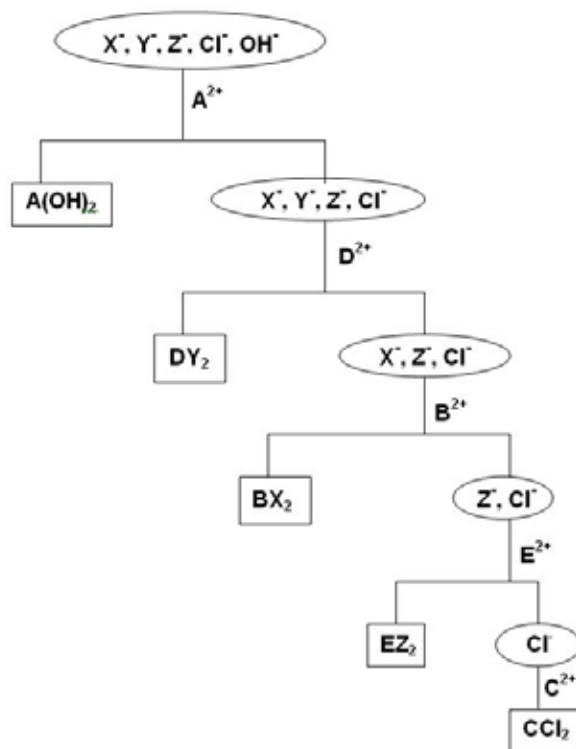 X⁻, Y⁻, Z⁻, Cl⁻, OH⁻
A²⁺
A(OH)₂
X⁻, Y⁻, Z⁻, Cl⁻
D²⁺
DY₂
X⁻, Z⁻, Cl⁻
B²⁺
BX₂
Z⁻, Cl⁻
E²⁺
EZ₂
Cl⁻
C²⁺
CCl₂